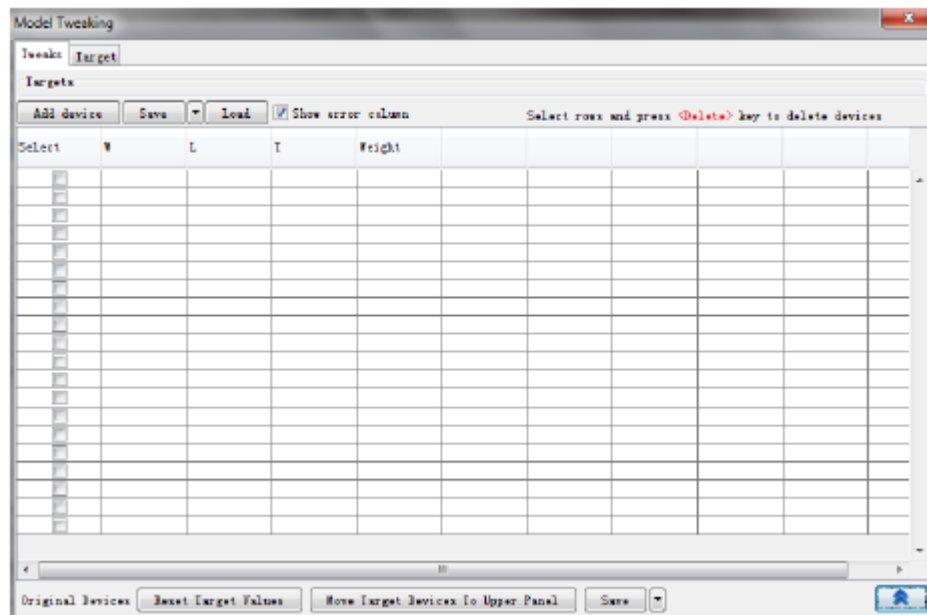 Model Tweaking
Tweaks Target
Targets
Add device Save Load Show error column Select rows and press <Delete> key to delete devices
Select W L T Weight
Original Devices Reset Target Values Move Target Devices To Upper Panel Save